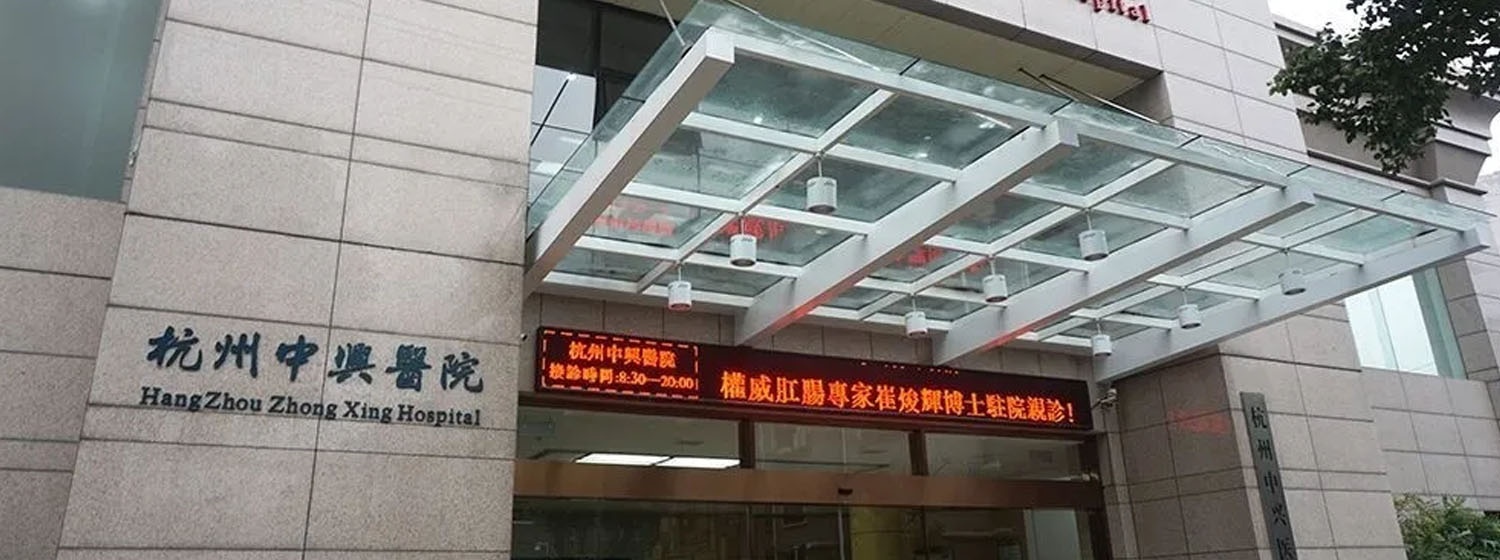 杭州中興醫院
HangZhou Zhong Xing Hospital
杭州中興醫院
接診時間:8:30—20:00
權威肛腸專家崔焌輝博士駐院親診!
杭州中兴医